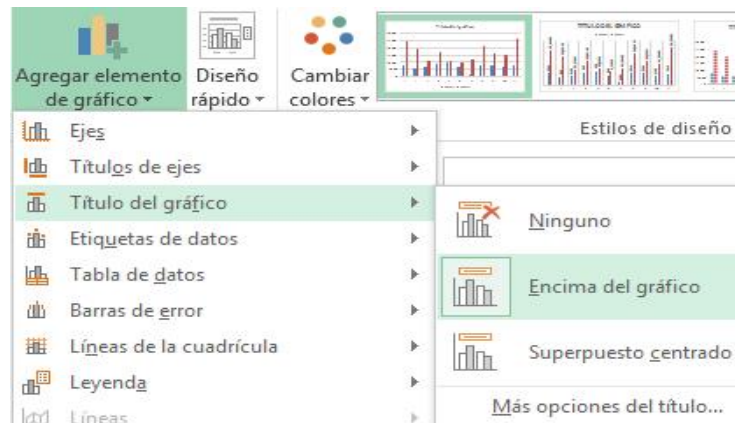 Agregar elemento
de gráfico
Diseño
rápido
Cambiar
colores
Estilos de diseño
Ejes
Títulos de ejes
Título del gráfico
Etiquetas de datos
Tabla de datos
Barras de error
Líneas de la cuadrícula
Leyenda
Líneas
Ninguno
Encima del gráfico
Superpuesto centrado
Más opciones del título...